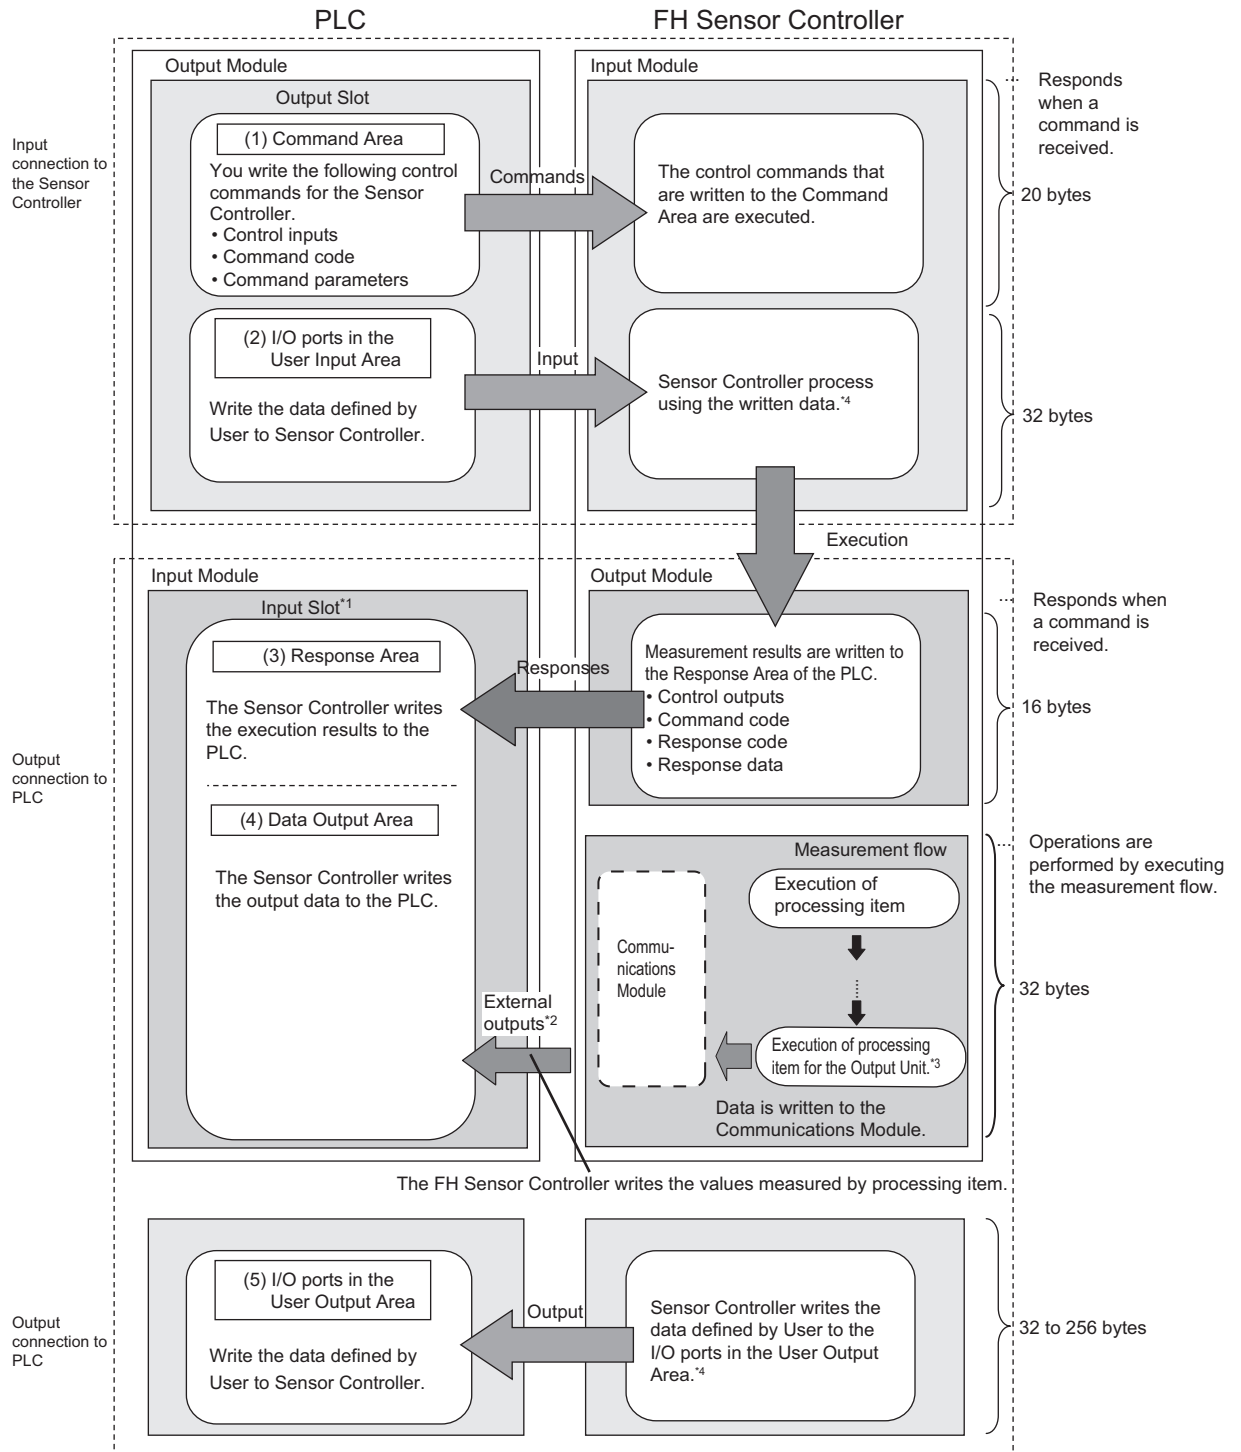 PLC
FH Sensor Controller
Output Module
Input Module
Output Slot
Input
connection to
the Sensor
Controller
(1) Command Area
You write the following control
commands for the Sensor
Controller.
• Control inputs
• Command code
• Command parameters
Commands
The control commands that
are written to the Command
Area are executed.
Responds
when a
command is
received.
20 bytes
(2) I/O ports in the
User Input Area
Write the data defined by
User to Sensor Controller.
Input
Sensor Controller process
using the written data.*4
32 bytes
Execution
Input Module
Output Module
Input Slot*1
Output
connection to
PLC
(3) Response Area
The Sensor Controller writes
the execution results to the
PLC.
Responses
Measurement results are written to
the Response Area of the PLC.
• Control outputs
• Command code
• Response code
• Response data
Responds when
a command is
received.
16 bytes
(4) Data Output Area
The Sensor Controller writes
the output data to the PLC.
External
outputs*2
Measurement flow
Execution of
processing item
Commu-
nications
Module
Execution of processing
item for the Output Unit.*3
Data is written to the
Communications Module.
Operations are
performed by executing
the measurement flow.
32 bytes
The FH Sensor Controller writes the values measured by processing item.
Output
connection to
PLC
(5) I/O ports in the
User Output Area
Write the data defined by
User to Sensor Controller.
Output
Sensor Controller writes the
data defined by User to the
I/O ports in the User Output
Area.*4
32 to 256 bytes